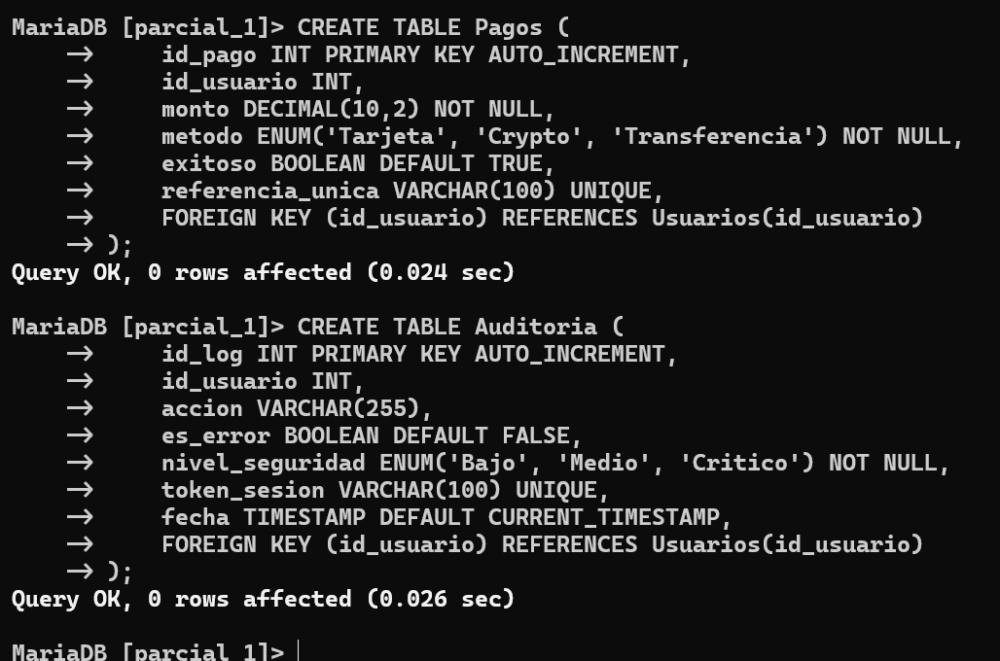 MariaDB [parcial_1]> CREATE TABLE Pagos (
    ->     id_pago INT PRIMARY KEY AUTO_INCREMENT,
    ->     id_usuario INT,
    ->     monto DECIMAL(10,2) NOT NULL,
    ->     metodo ENUM('Tarjeta', 'Crypto', 'Transferencia') NOT NULL,
    ->     exitoso BOOLEAN DEFAULT TRUE,
    ->     referencia_unica VARCHAR(100) UNIQUE,
    ->     FOREIGN KEY (id_usuario) REFERENCES Usuarios(id_usuario)
    -> );
Query OK, 0 rows affected (0.024 sec)

MariaDB [parcial_1]> CREATE TABLE Auditoria (
    ->     id_log INT PRIMARY KEY AUTO_INCREMENT,
    ->     id_usuario INT,
    ->     accion VARCHAR(255),
    ->     es_error BOOLEAN DEFAULT FALSE,
    ->     nivel_seguridad ENUM('Bajo', 'Medio', 'Critico') NOT NULL,
    ->     token_sesion VARCHAR(100) UNIQUE,
    ->     fecha TIMESTAMP DEFAULT CURRENT_TIMESTAMP,
    ->     FOREIGN KEY (id_usuario) REFERENCES Usuarios(id_usuario)
    -> );
Query OK, 0 rows affected (0.026 sec)

MariaDB [parcial_1]>